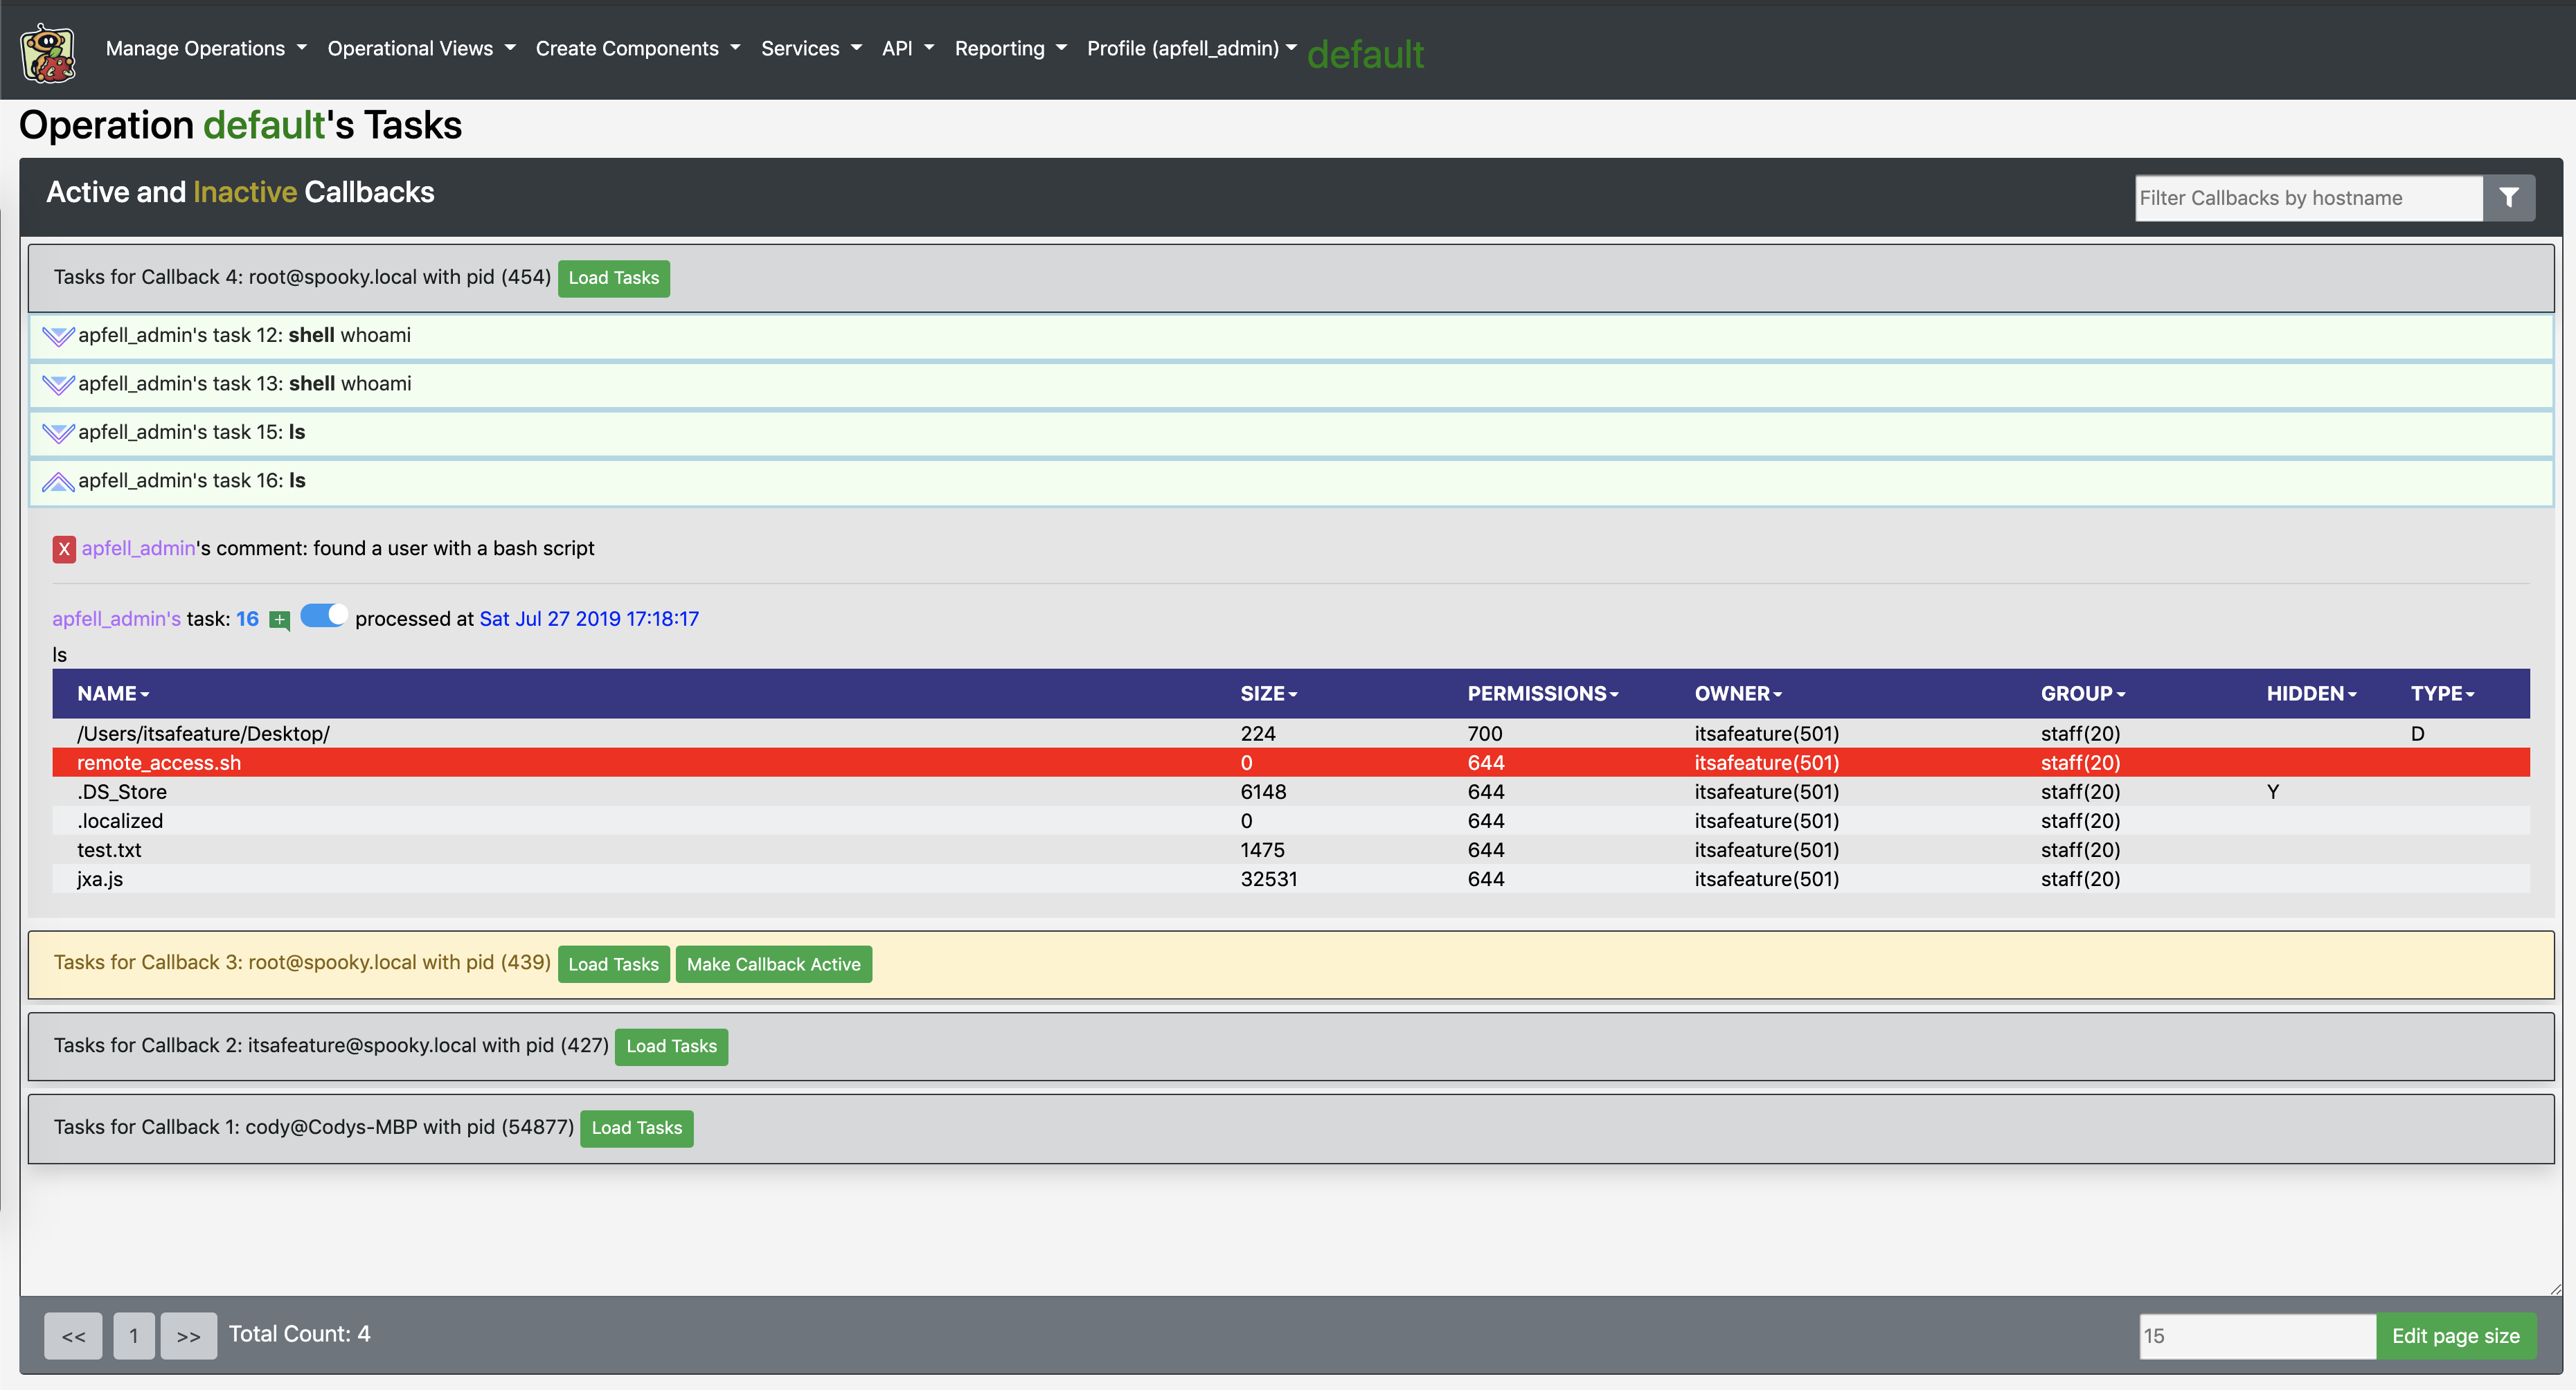 Manage Operations Operational Views Create Components Services API Reporting Profile (apfell_admin) default
Operation default's Tasks
Active and Inactive Callbacks
Filter Callbacks by hostname
Tasks for Callback 4: root@spooky.local with pid (454) Load Tasks
apfell_admin's task 12: shell whoami
apfell_admin's task 13: shell whoami
apfell_admin's task 15: ls
apfell_admin's task 16: ls
X apfell_admin's comment: found a user with a bash script
apfell_admin's task: 16 processed at Sat Jul 27 2019 17:18:17
ls
NAME SIZE PERMISSIONS OWNER GROUP HIDDEN TYPE
/Users/itsafeature/Desktop/ 224 700 itsafeature(501) staff(20) D
remote_access.sh 0 644 itsafeature(501) staff(20)
.DS_Store 6148 644 itsafeature(501) staff(20) Y
.localized 0 644 itsafeature(501) staff(20)
test.txt 1475 644 itsafeature(501) staff(20)
jxa.js 32531 644 itsafeature(501) staff(20)
Tasks for Callback 3: root@spooky.local with pid (439) Load Tasks Make Callback Active
Tasks for Callback 2: itsafeature@spooky.local with pid (427) Load Tasks
Tasks for Callback 1: cody@Codys-MBP with pid (54877) Load Tasks
<< 1 >> Total Count: 4 15 Edit page size